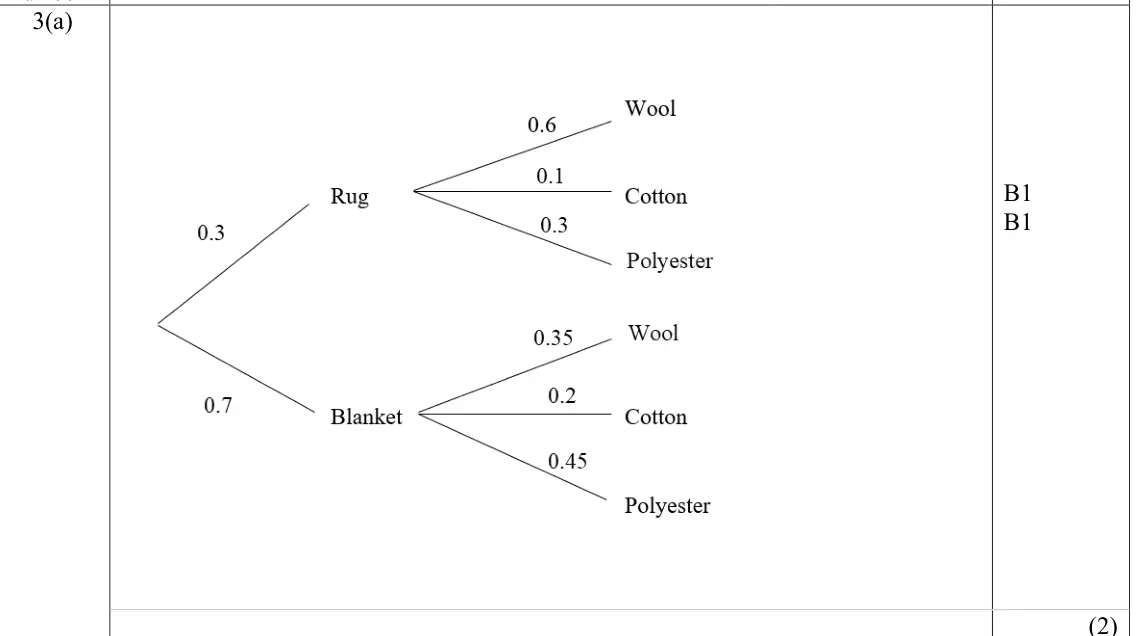 3(a)
Wool
0.6
0.1
Rug
Cotton
B1
0.3
0.3
B1
Polyester
0.35
Wool
0.2
0.7
Blanket
Cotton
0.45
Polyester
(2)